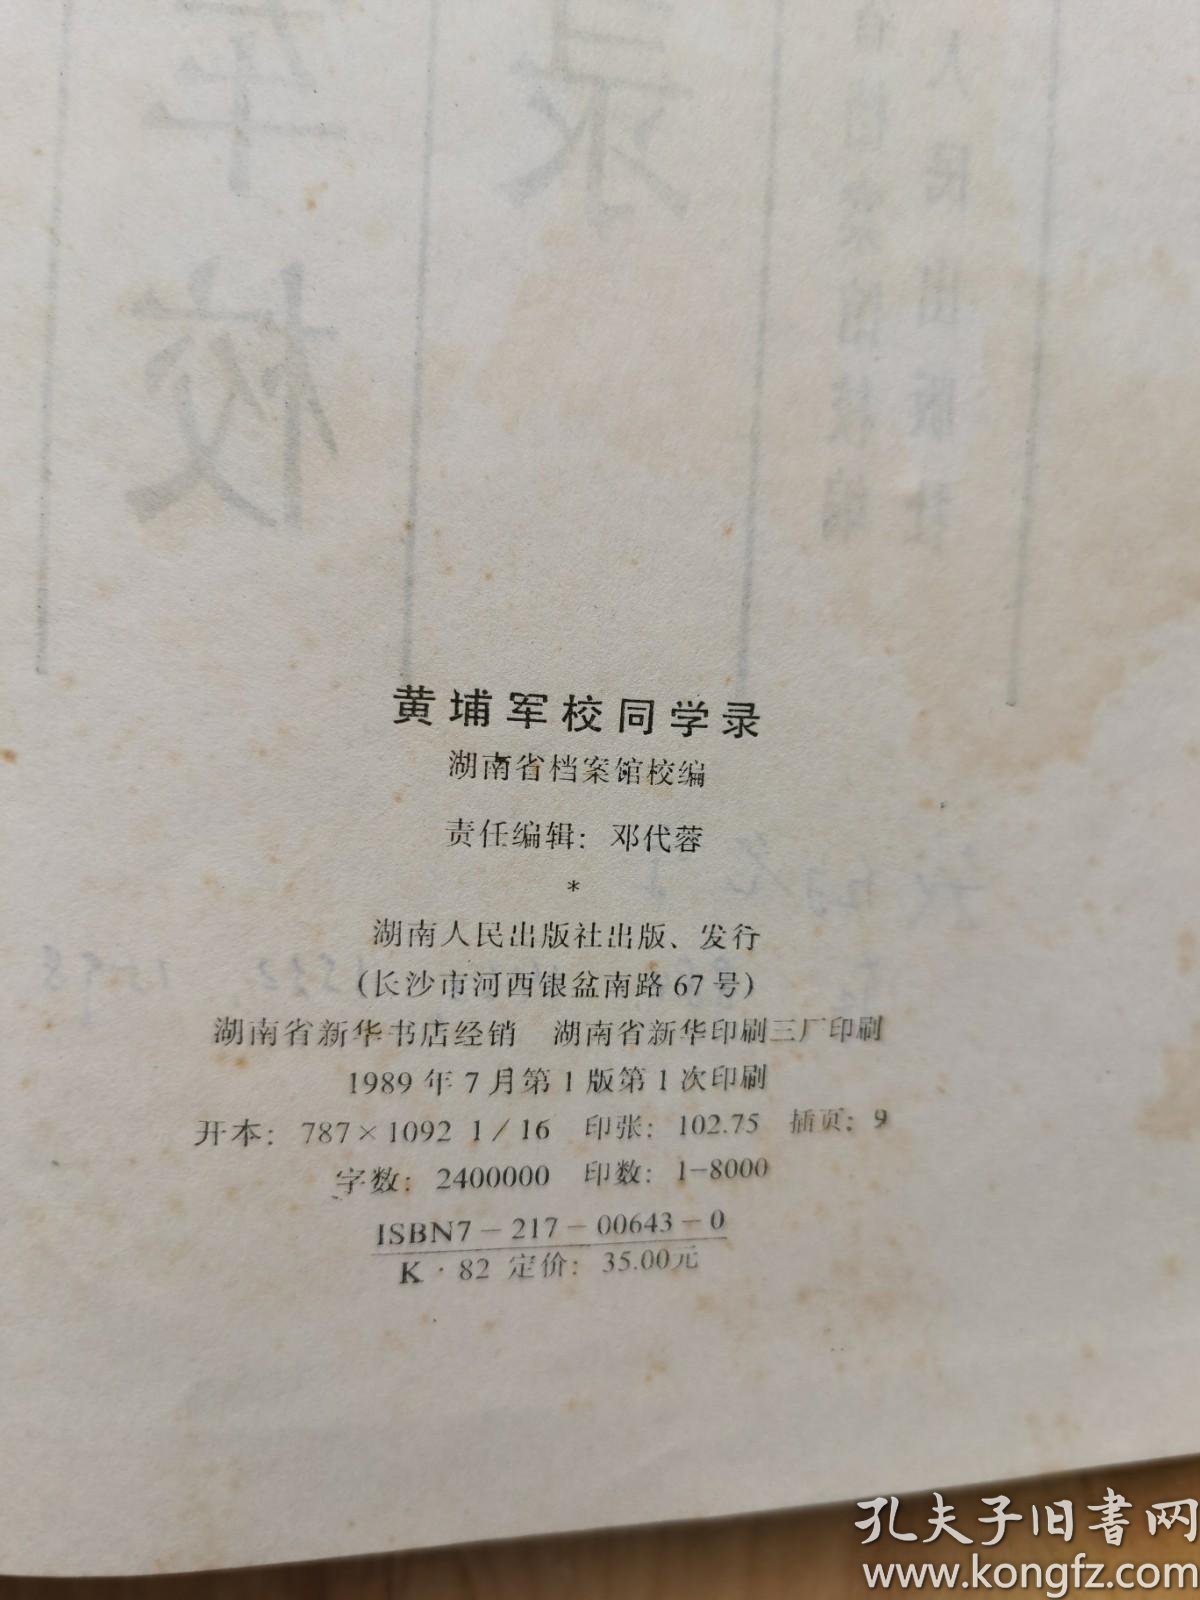 黄埔军校同学录
湖南省档案馆校编
责任编辑：邓代蓉
*
湖南人民出版社出版、发行
(长沙市河西银盆南路67号)
湖南省新华书店经销　湖南省新华印刷三厂印刷
1989年7月第1版第1次印刷
开本：787×1092 1/16　印张：102.75　插页：9
字数：2400000　印数：1-8000
ISBN7-217-00643-0
K·82 定价：35.00元
孔夫子旧书网
www.kongfz.com